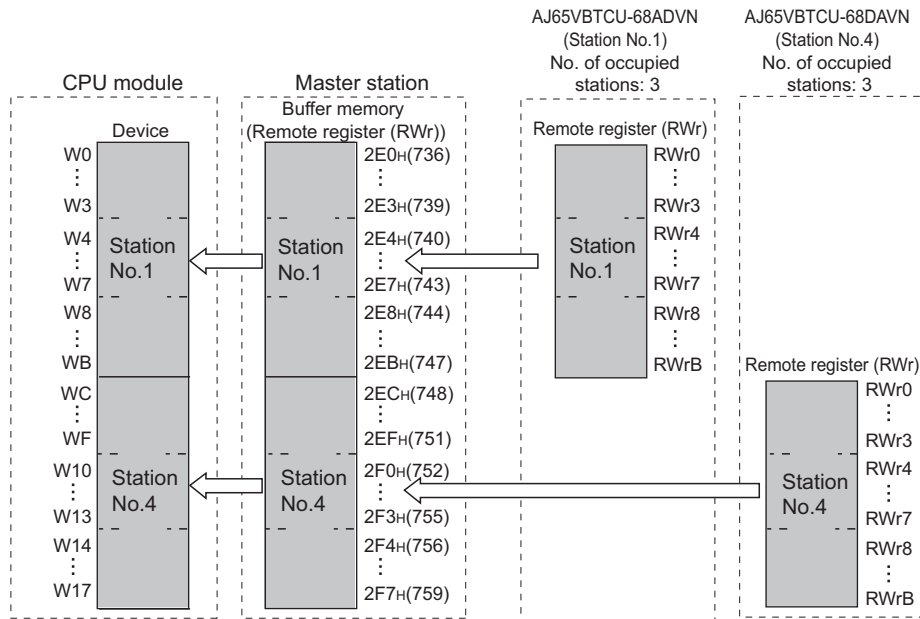 AJ65VBTCU-68ADVN
(Station No.1)
No. of occupied
stations: 3
AJ65VBTCU-68DAVN
(Station No.4)
No. of occupied
stations: 3
CPU module
Device
W0
W3
W4
W7
W8
WB
WC
WF
W10
W13
W14
W17
Station
No.1
Station
No.4
Master station
Buffer memory
(Remote register (RWr))
Station
No.1
Station
No.4
2E0H(736)
2E3H(739)
2E4H(740)
2E7H(743)
2E8H(744)
2EBH(747)
2ECH(748)
2EFH(751)
2F0H(752)
2F3H(755)
2F4H(756)
2F7H(759)
Remote register (RWr)
Station
No.1
RWr0
RWr3
RWr4
RWr7
RWr8
RWrB
Remote register (RWr)
Station
No.4
RWr0
RWr3
RWr4
RWr7
RWr8
RWrB